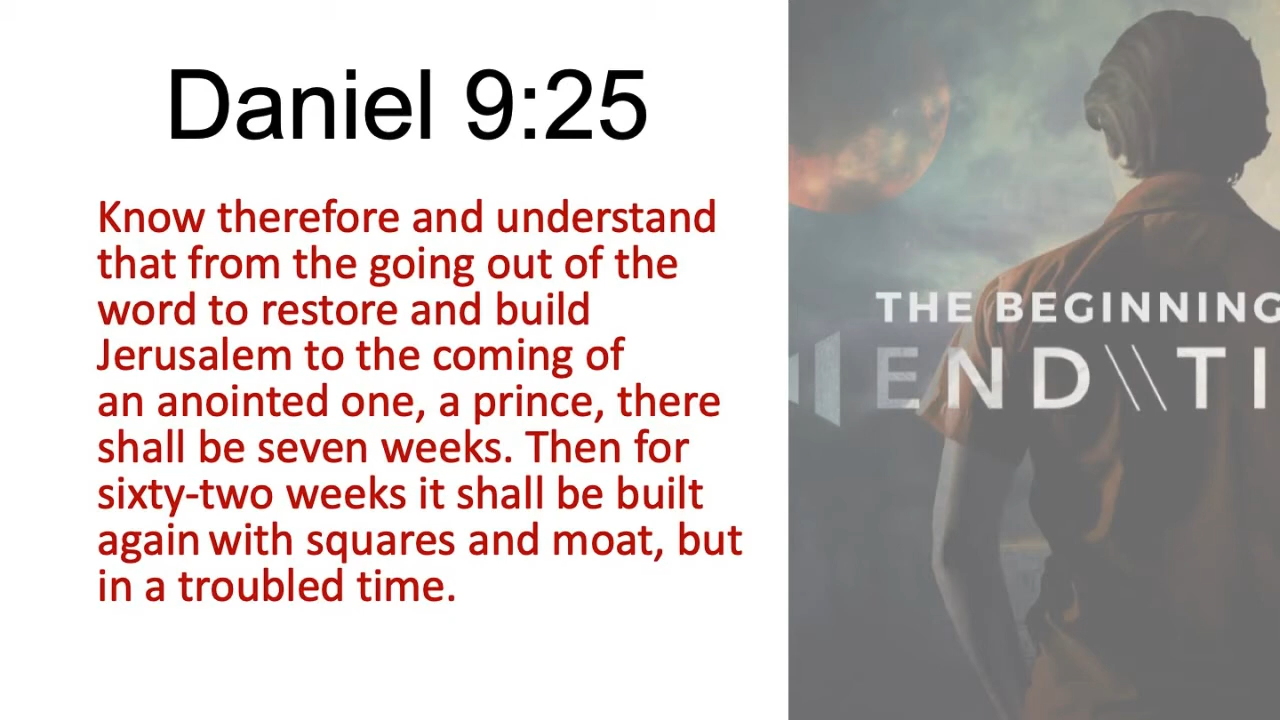 Daniel 9:25
Know therefore and understand
that from the going out of the
word to restore and build
Jerusalem to the coming of
an anointed one, a prince, there
shall be seven weeks. Then for
sixty-two weeks it shall be built
again with squares and moat, but
in a troubled time.
THE BEGINNING
END\\TI